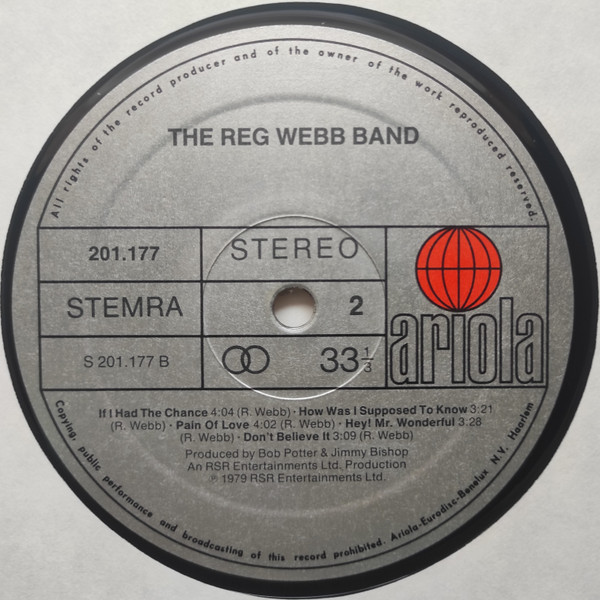 All rights of the record producer and of the owner of the work reproduced reserved.
THE REG WEBB BAND
201.177
STEREO
STEMRA
2
S 201.177 B
33 1/3
ariola
If I Had The Chance 4:04 (R. Webb) · How Was I Supposed To Know 3:21
(R. Webb) · Pain Of Love 4:02 (R. Webb) · Hey! Mr. Wonderful 3:28
(R. Webb) · Don't Believe It 3:09 (R. Webb)
Produced by Bob Potter & Jimmy Bishop
An RSR Entertainments Ltd. Production
℗ 1979 RSR Entertainments Ltd.
Copying, public performance and broadcasting of this record prohibited. Ariola-Eurodisc-Benelux N.V. Haarlem